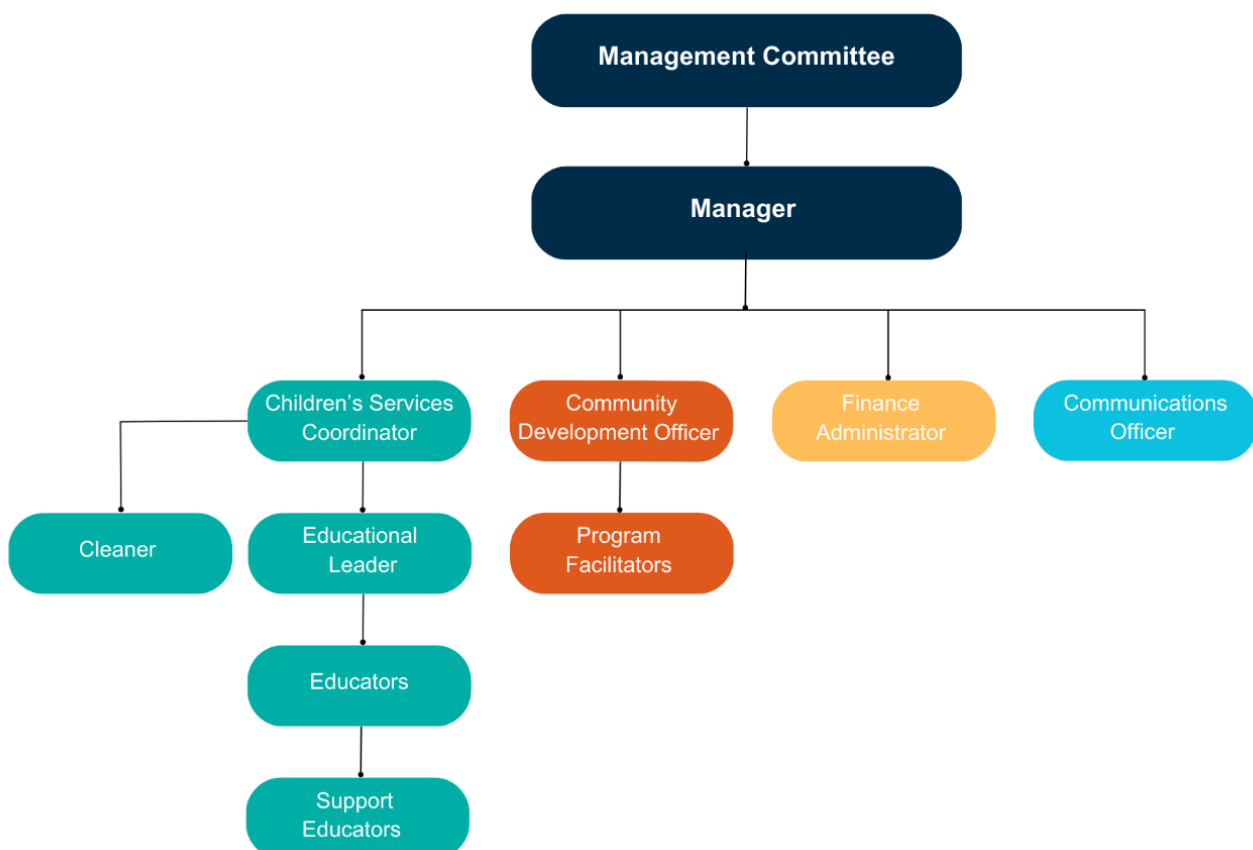 Management Committee
Manager
Children’s Services
Coordinator
Community
Development Officer
Finance
Administrator
Communications
Officer
Cleaner
Educational
Leader
Program
Facilitators
Educators
Support
Educators